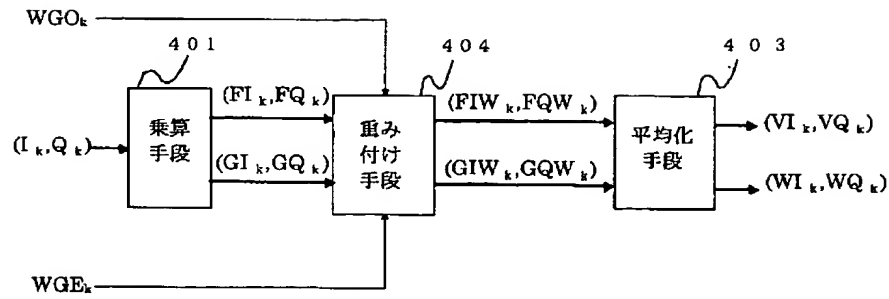 WGOₖ
４０１
４０４
４０３
(Iₖ,Qₖ)
乗算
手段
(FIₖ,FQₖ)
(GIₖ,GQₖ)
重み
付け
手段
(FIWₖ,FQWₖ)
(GIWₖ,GQWₖ)
平均化
手段
(VIₖ,VQₖ)
(WIₖ,WQₖ)
WGEₖ